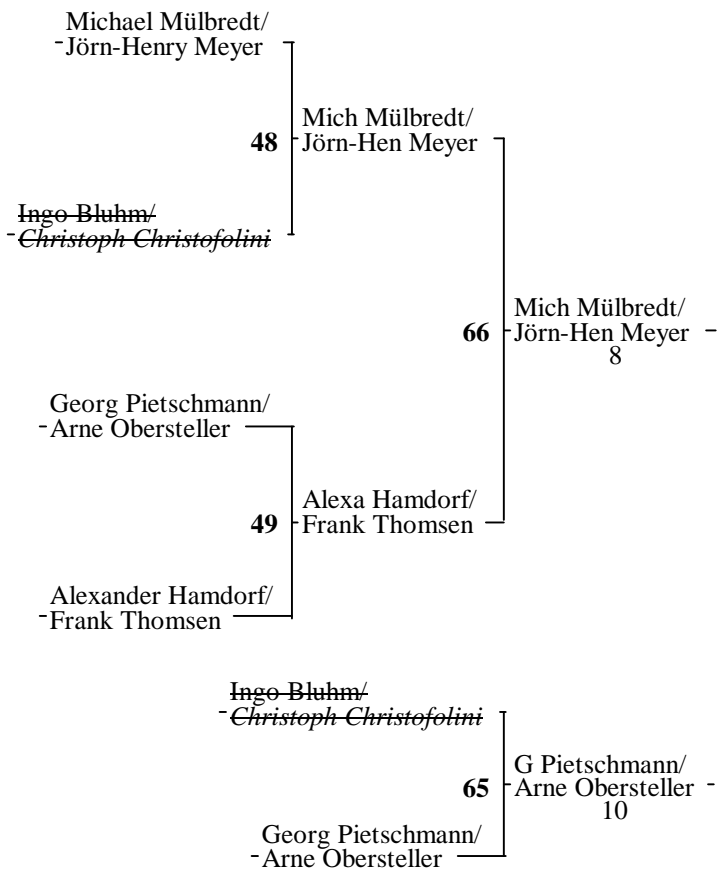 Michael Mülbredt/
Jörn-Henry Meyer
48
Mich Mülbredt/
Jörn-Hen Meyer
Ingo Bluhm/
Christoph Christofolini
66
Mich Mülbredt/
Jörn-Hen Meyer
8
Georg Pietschmann/
Arne Obersteller
49
Alexa Hamdorf/
Frank Thomsen
Alexander Hamdorf/
Frank Thomsen
Ingo Bluhm/
Christoph Christofolini
65
G Pietschmann/
Arne Obersteller
10
Georg Pietschmann/
Arne Obersteller